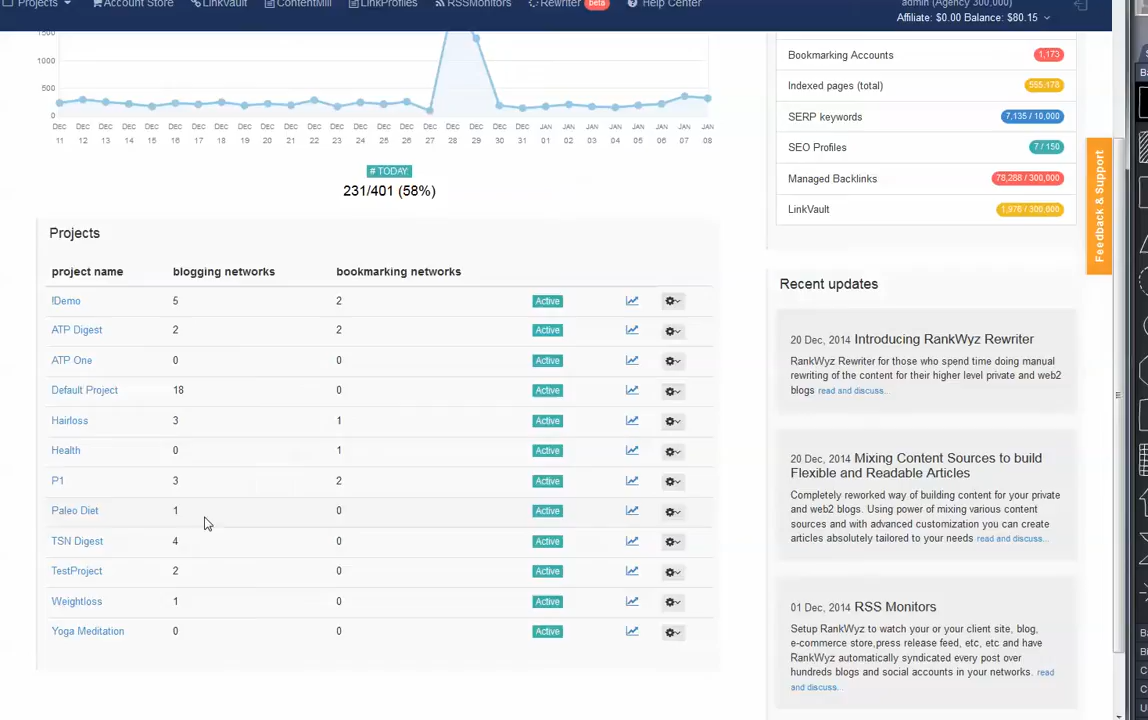 Projects Account Store LinkVault ContentMill LinkProfiles RSSMonitors Rewriter beta Help Center
admin (Agency 300,000)
Affiliate: $0.00 Balance: $80.15
1500
1000
500
0
DEC DEC DEC DEC DEC DEC DEC DEC DEC DEC DEC DEC DEC DEC DEC DEC DEC DEC DEC DEC DEC JAN JAN JAN JAN JAN JAN JAN JAN
11 12 13 14 15 16 17 18 19 20 21 22 23 24 25 26 27 28 29 30 31 01 02 03 04 05 06 07 08
# TODAY:
231/401 (58%)
Projects
project name blogging networks bookmarking networks
!Demo 5 2 Active
ATP Digest 2 2 Active
ATP One 0 0 Active
Default Project 18 0 Active
Hairloss 3 1 Active
Health 0 1 Active
P1 3 2 Active
Paleo Diet 1 0 Active
TSN Digest 4 0 Active
TestProject 2 0 Active
Weightloss 1 0 Active
Yoga Meditation 0 0 Active
Bookmarking Accounts 1,173
Indexed pages (total) 555,178
SERP keywords 7,135 / 10,000
SEO Profiles 7 / 150
Managed Backlinks 78,288 / 300,000
LinkVault 1,976 / 300,000
Recent updates
20 Dec, 2014 Introducing RankWyz Rewriter
RankWyz Rewriter for those who spend time doing manual
rewriting of the content for their higher level private and web2
blogs read and discuss...
20 Dec, 2014 Mixing Content Sources to build
Flexible and Readable Articles
Completely reworked way of building content for your private
and web2 blogs. Using power of mixing various content
sources and with advanced customization you can create
articles absolutely tailored to your needs read and discuss...
01 Dec, 2014 RSS Monitors
Setup RankWyz to watch your or your client site, blog,
e-commerce store,press release feed, etc, etc and have
RankWyz automatically syndicated every post over
hundreds blogs and social accounts in your networks. read
and discuss...
Feedback & Support